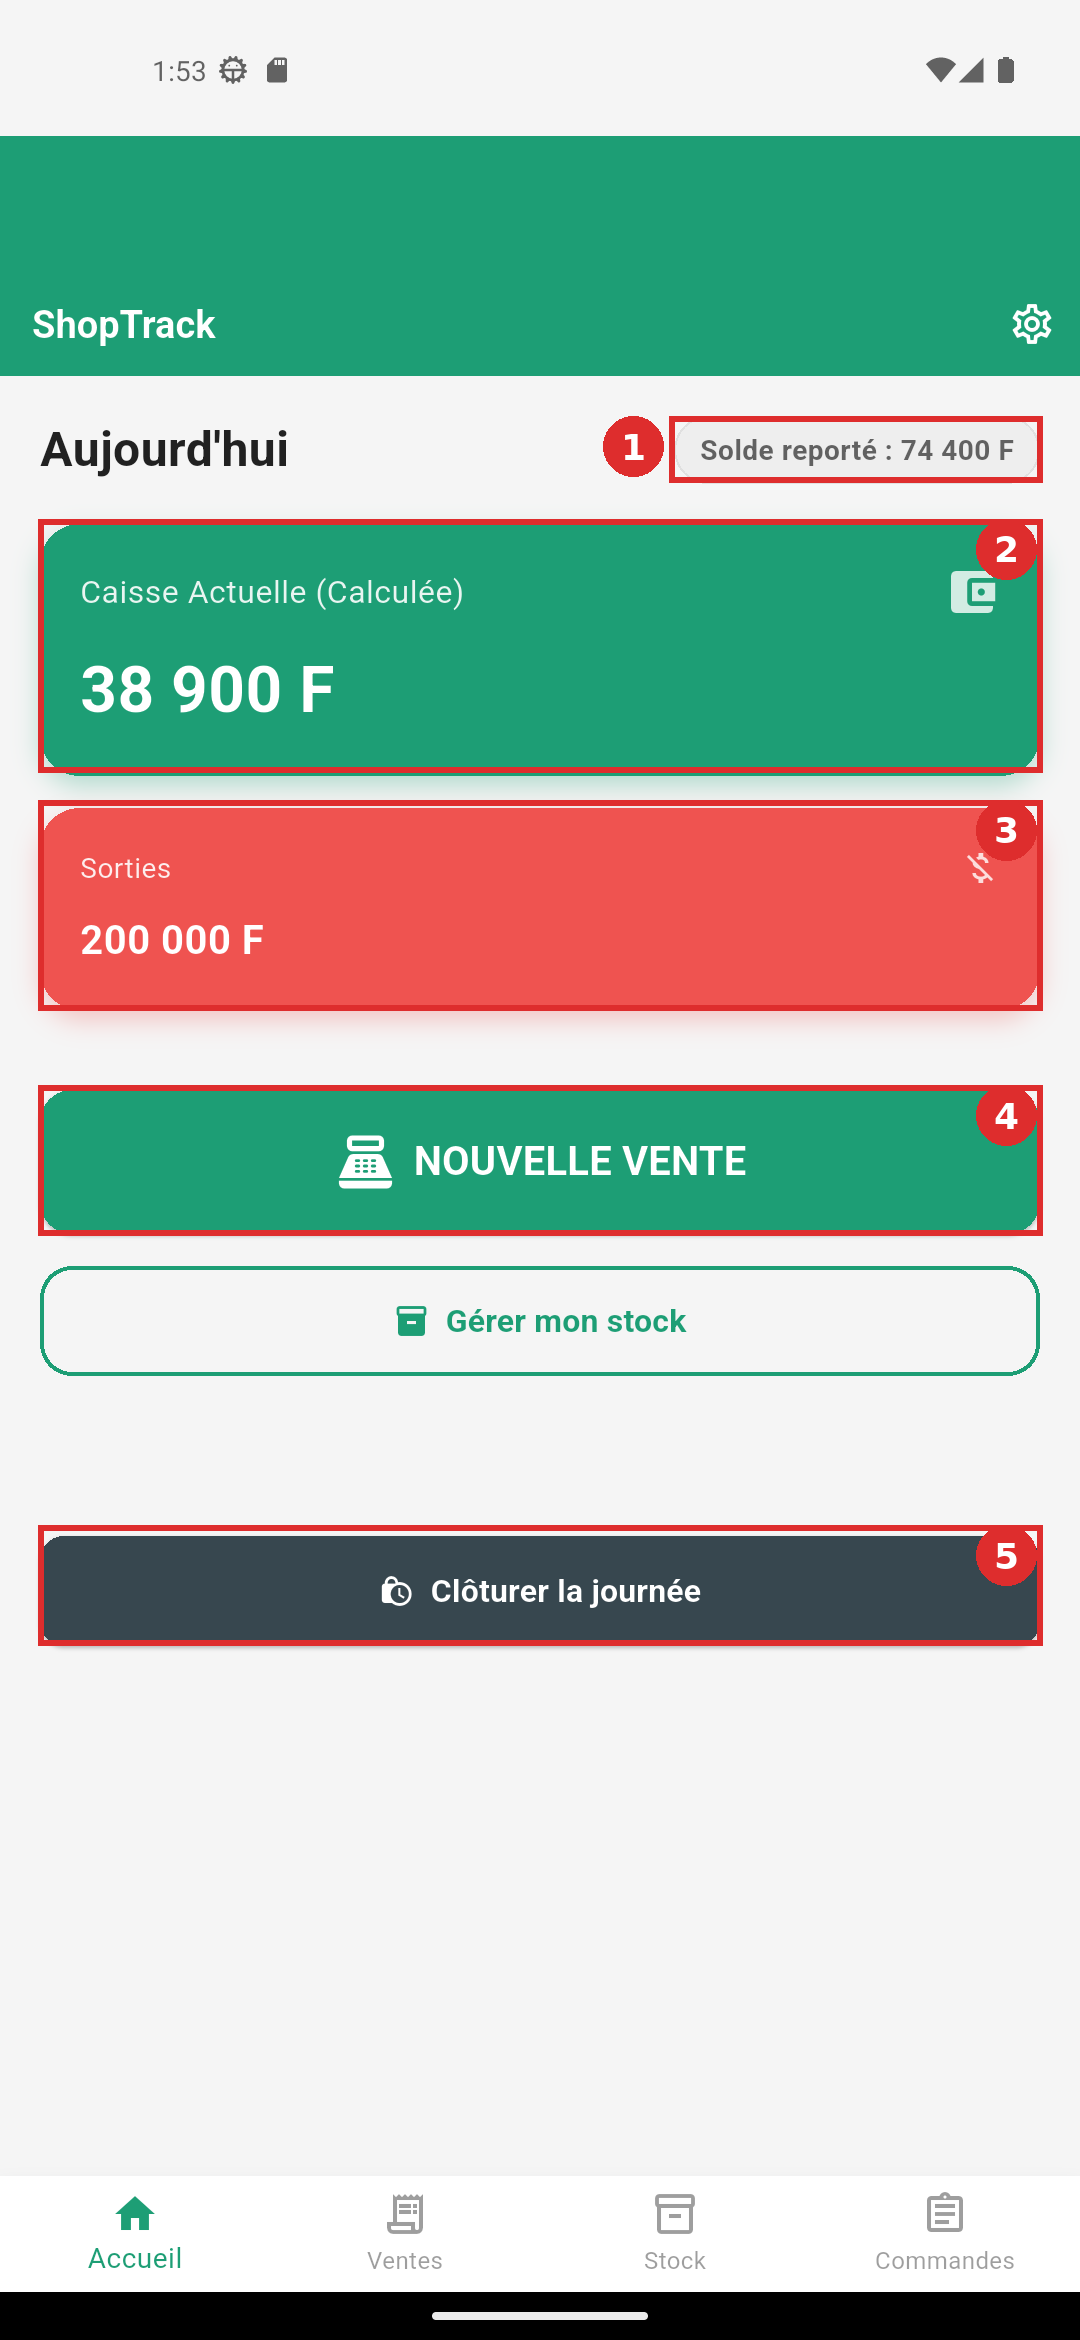 1:53
ShopTrack
Aujourd'hui
1
Solde reporté : 74 400 F
2
Caisse Actuelle (Calculée)
38 900 F
3
Sorties
200 000 F
4
NOUVELLE VENTE
Gérer mon stock
5
Clôturer la journée
Accueil
Ventes
Stock
Commandes